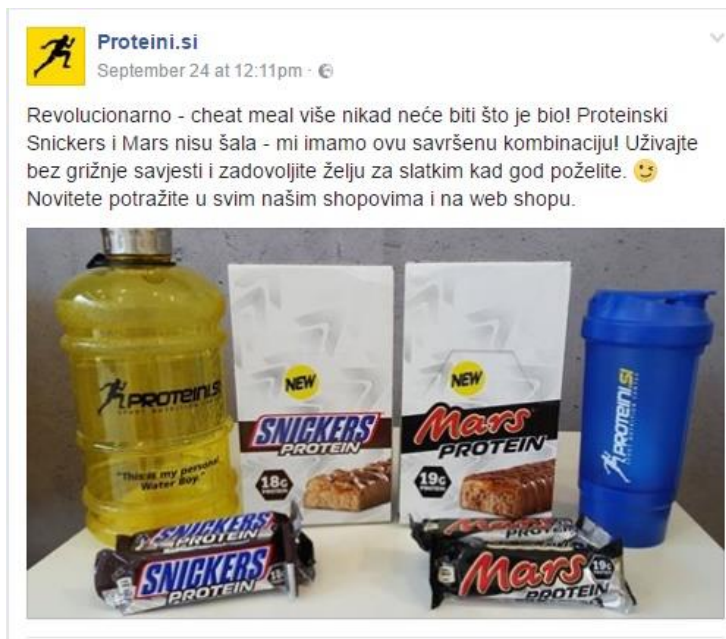 Proteini.si
September 24 at 12:11pm ·
Revolucionarno - cheat meal više nikad neće biti što je bio! Proteinski
Snickers i Mars nisu šala - mi imamo ovu savršenu kombinaciju! Uživajte
bez grižnje savjesti i zadovoljite želju za slatkim kad god poželite. 😉
Novitete potražite u svim našim shopovima i na web shopu.
PROTEINI.SI
"This is my personal
Water Boy."
NEW
SNICKERS
PROTEIN
18G
PROTEIN
NEW
Mars
PROTEIN
19G
PROTEIN
PROTEINI.SI
SNICKERS
PROTEIN
SNICKERS
PROTEIN
Mars
Mars
PROTEIN
19G